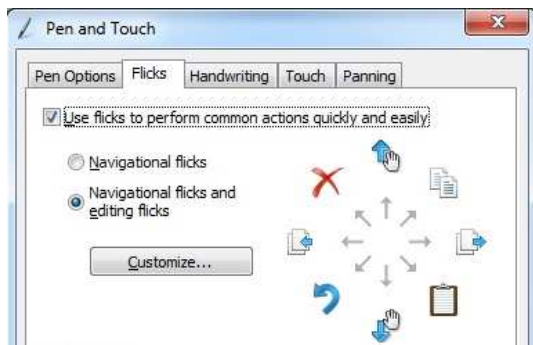 Pen and Touch
Pen Options Flicks Handwriting Touch Panning
Use flicks to perform common actions quickly and easily
Navigational flicks
Navigational flicks and
editing flicks
Customize...